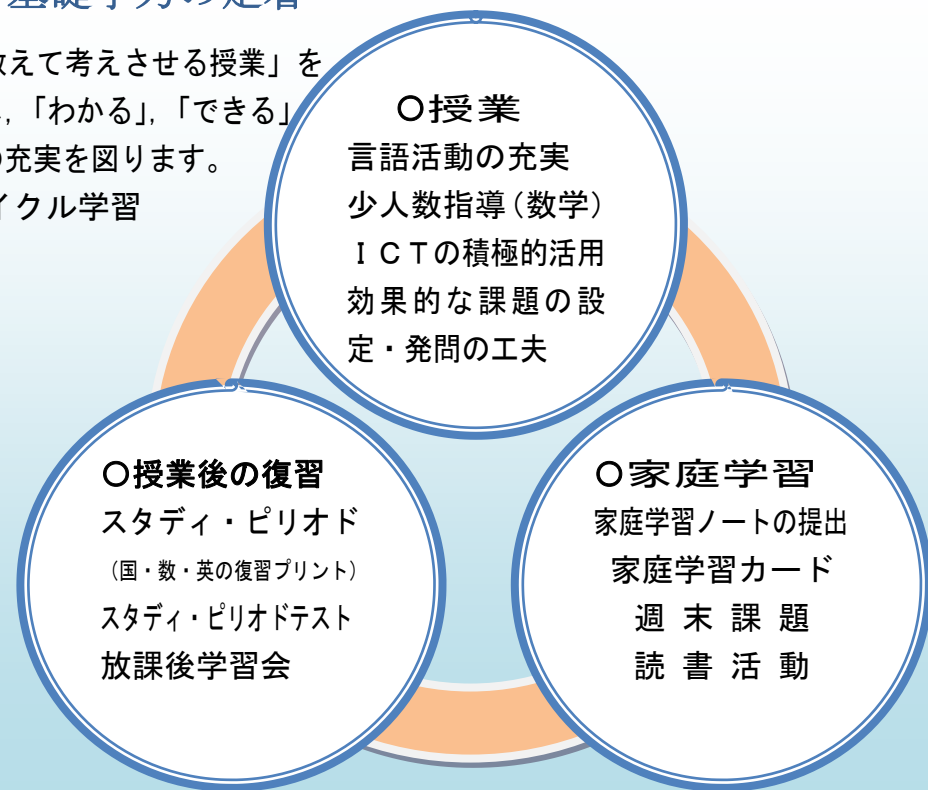 基礎学力の定着
教えて考えさせる授業」を
,「わかる」,「できる」
の充実を図ります。
イクル学習
〇授業
言語活動の充実
少人数指導(数学)
ＩＣＴの積極的活用
効果的な課題の設
定・発問の工夫
〇授業後の復習
スタディ・ピリオド
（国・数・英の復習プリント）
スタディ・ピリオドテスト
放課後学習会
〇家庭学習
家庭学習ノートの提出
家庭学習カード
週末課題
読書活動